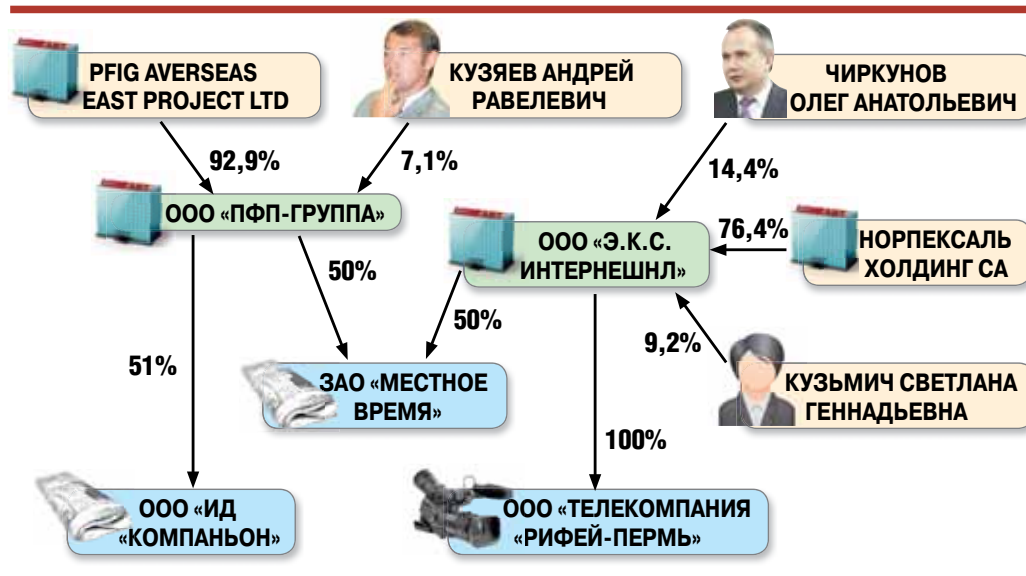 PFIG AVERSEAS
EAST PROJECT LTD
КУЗЯЕВ АНДРЕЙ
РАВЕЛЕВИЧ
ЧИРКУНОВ
ОЛЕГ АНАТОЛЬЕВИЧ
92,9%
7,1%
14,4%
ООО «ПФП-ГРУППА»
ООО «Э.К.С.
ИНТЕРНЕШНЛ»
76,4%
НОРПЕКСАЛЬ
ХОЛДИНГ СА
50%
50%
9,2%
51%
ЗАО «МЕСТНОЕ
ВРЕМЯ»
КУЗЬМИЧ СВЕТЛАНА
ГЕННАДЬЕВНА
100%
ООО «ИД
«КОМПАНЬОН»
ООО «ТЕЛЕКОМПАНИЯ
«РИФЕЙ-ПЕРМЬ»